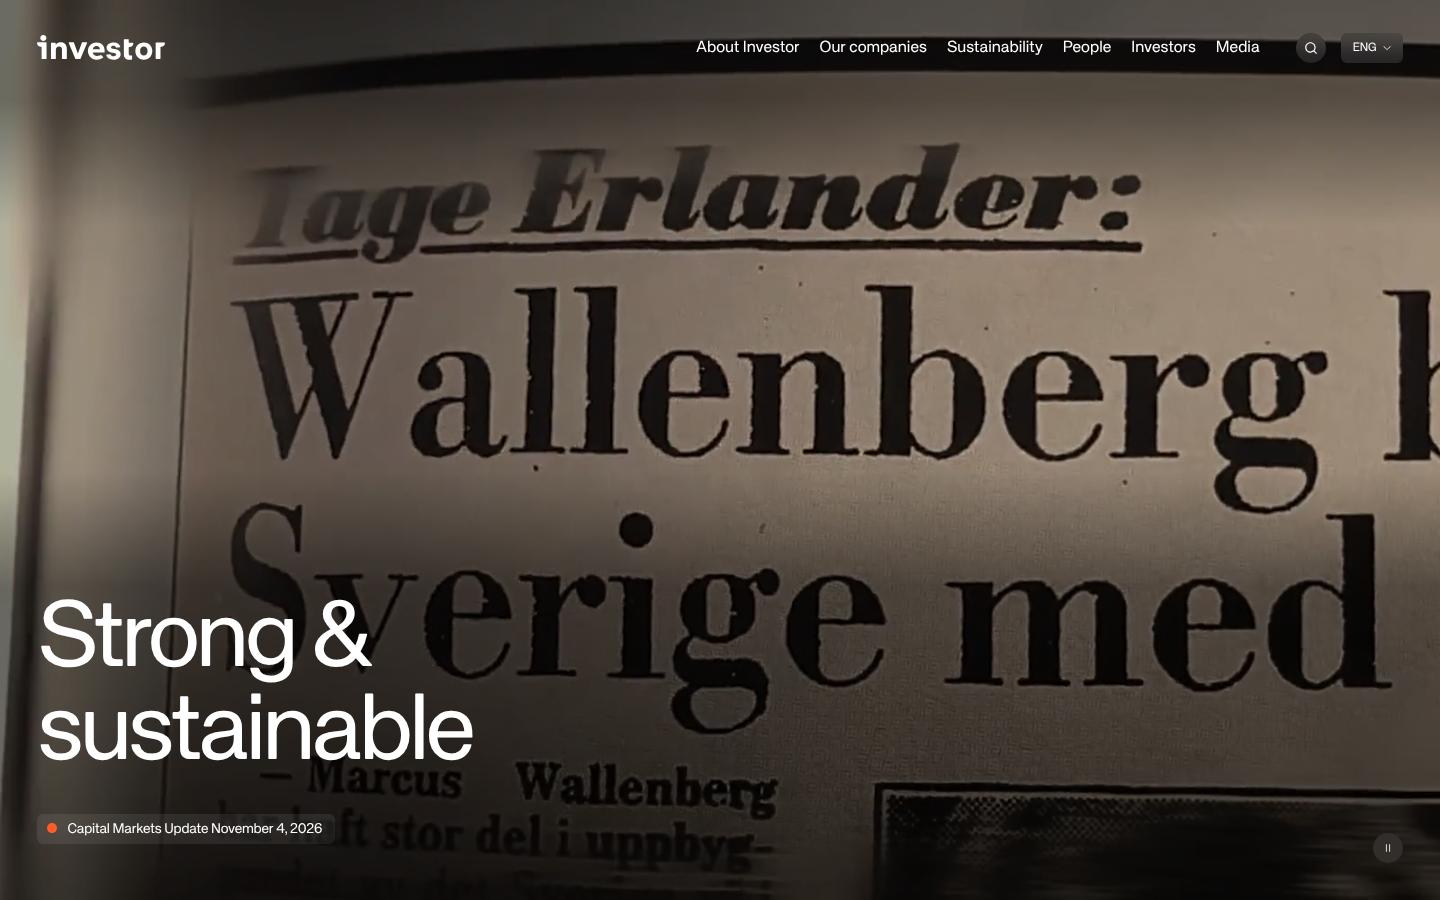 investor
About Investor Our companies Sustainability People Investors Media ENG
Tage Erlander:
Wallenberg
Sverige med
Strong &
sustainable
— Marcus Wallenberg
stor del i uppbyg-
Capital Markets Update November 4, 2026